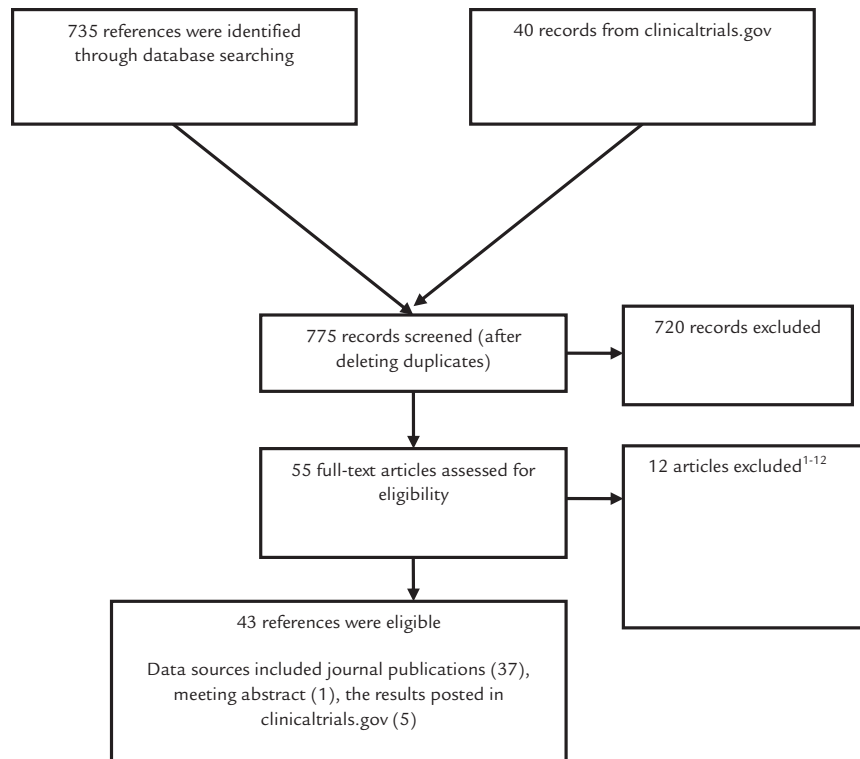 735 references were identified
through database searching
40 records from clinicaltrials.gov
775 records screened (after
deleting duplicates)
720 records excluded
55 full-text articles assessed for
eligibility
12 articles excluded1-12
43 references were eligible
Data sources included journal publications (37),
meeting abstract (1), the results posted in
clinicaltrials.gov (5)